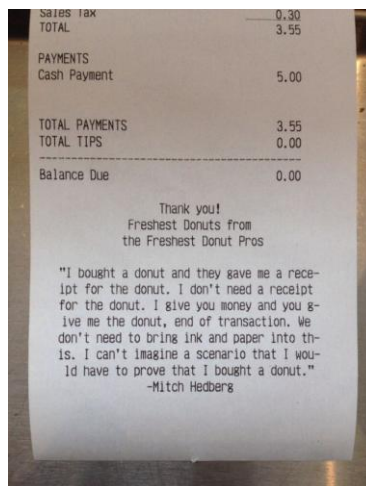 Sales Tax 0.30
TOTAL 3.55
PAYMENTS
Cash Payment 5.00
TOTAL PAYMENTS 3.55
TOTAL TIPS 0.00
Balance Due 0.00
Thank you!
Freshest Donuts from
the Freshest Donut Pros
"I bought a donut and they gave me a rece-
ipt for the donut. I don't need a receipt
for the donut. I give you money and you g-
ive me the donut, end of transaction. We
don't need to bring ink and paper into th-
is. I can't imagine a scenario that I wou-
ld have to prove that I bought a donut."
-Mitch Hedberg